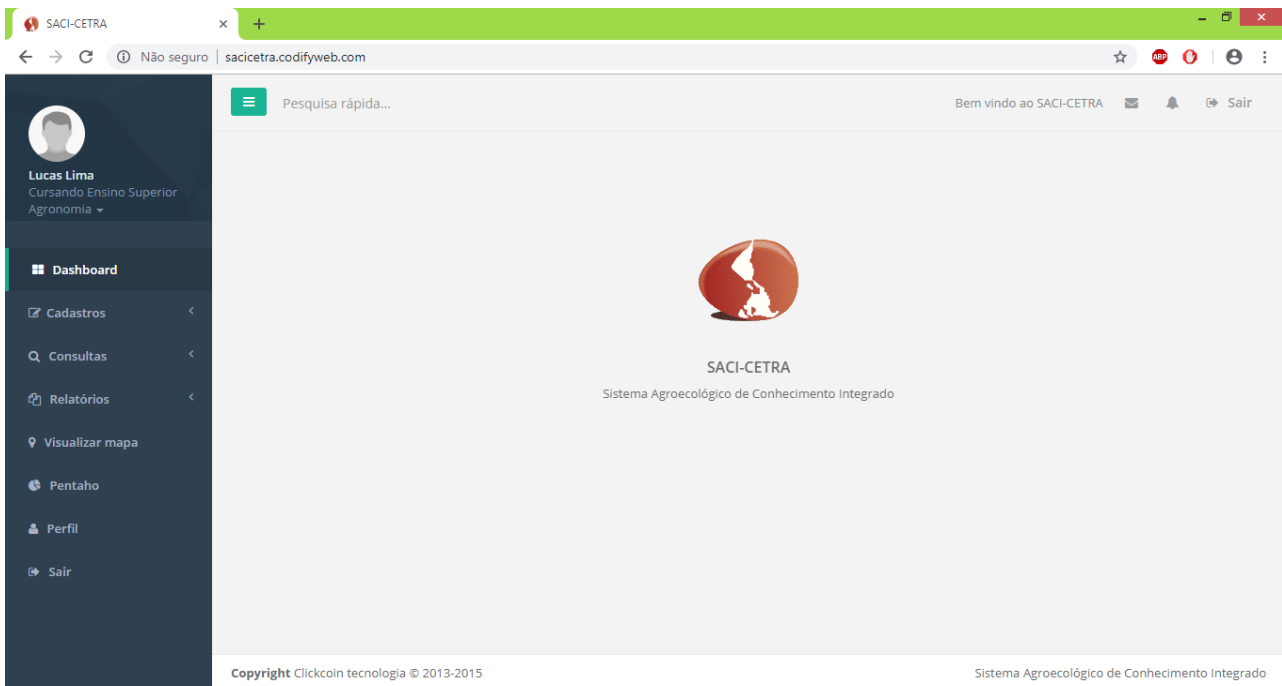 SACI-CETRA
Não seguro | sacicetra.codifyweb.com
ABP
Lucas Lima
Cursando Ensino Superior
Agronomia
Dashboard
Cadastros
Consultas
Relatórios
Visualizar mapa
Pentaho
Perfil
Sair
Pesquisa rápida...
Bem vindo ao SACI-CETRA
Sair
SACI-CETRA
Sistema Agroecológico de Conhecimento Integrado
Copyright Clickcoin tecnologia © 2013-2015
Sistema Agroecológico de Conhecimento Integrado